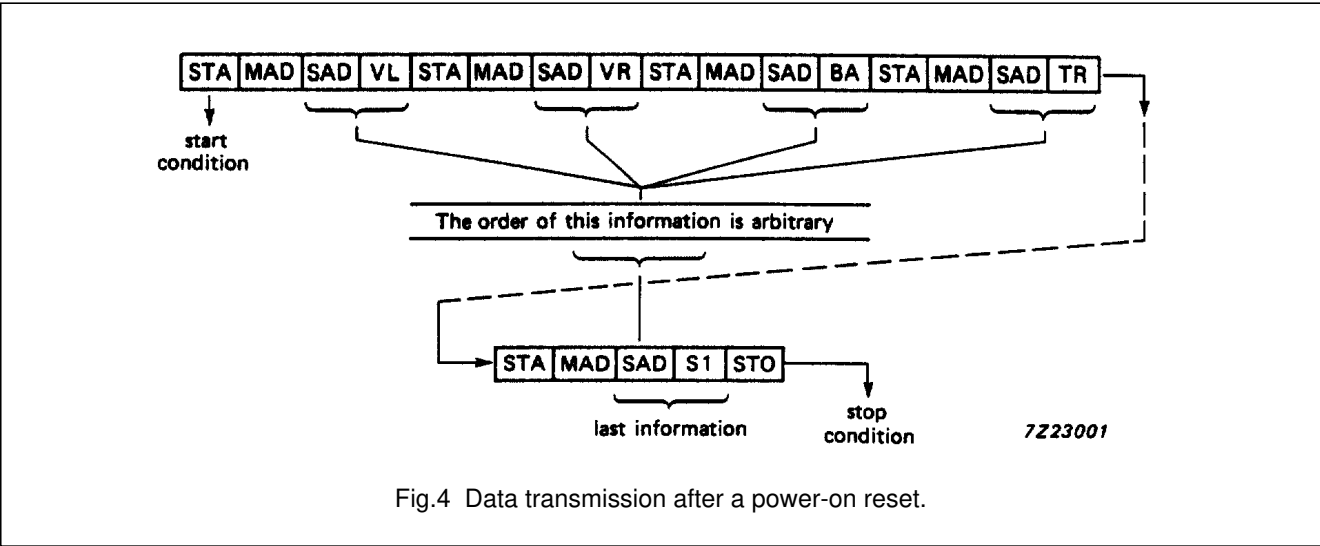 STA MAD SAD VL STA MAD SAD VR STA MAD SAD BA STA MAD SAD TR
start
condition
The order of this information is arbitrary
STA MAD SAD S1 STO
last information
stop
condition
7Z23001
Fig.4 Data transmission after a power-on reset.